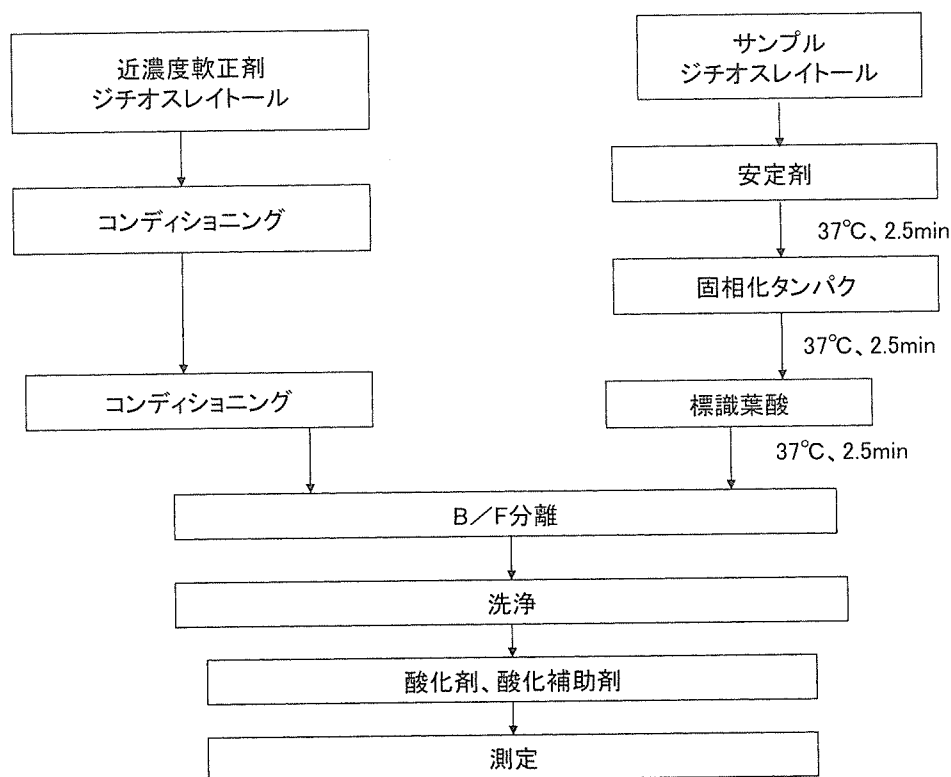 近濃度軟正剤
ジチオスレイトール
コンディショニング
コンディショニング
サンプル
ジチオスレイトール
安定剤
37℃、2.5min
固相化タンパク
37℃、2.5min
標識葉酸
37℃、2.5min
B／F分離
洗浄
酸化剤、酸化補助剤
測定